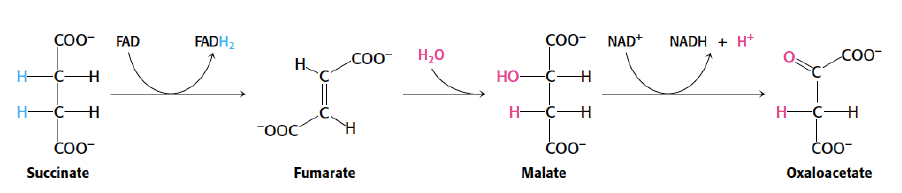 COO⁻ FAD FADH₂ COO⁻ NAD⁺ NADH + H⁺
H COO⁻ H₂O O COO⁻
H—C—H C HO—C—H C
H—C—H C H—C—H H—C—H
⁻OOC H
COO⁻ COO⁻ COO⁻
Succinate Fumarate Malate Oxaloacetate